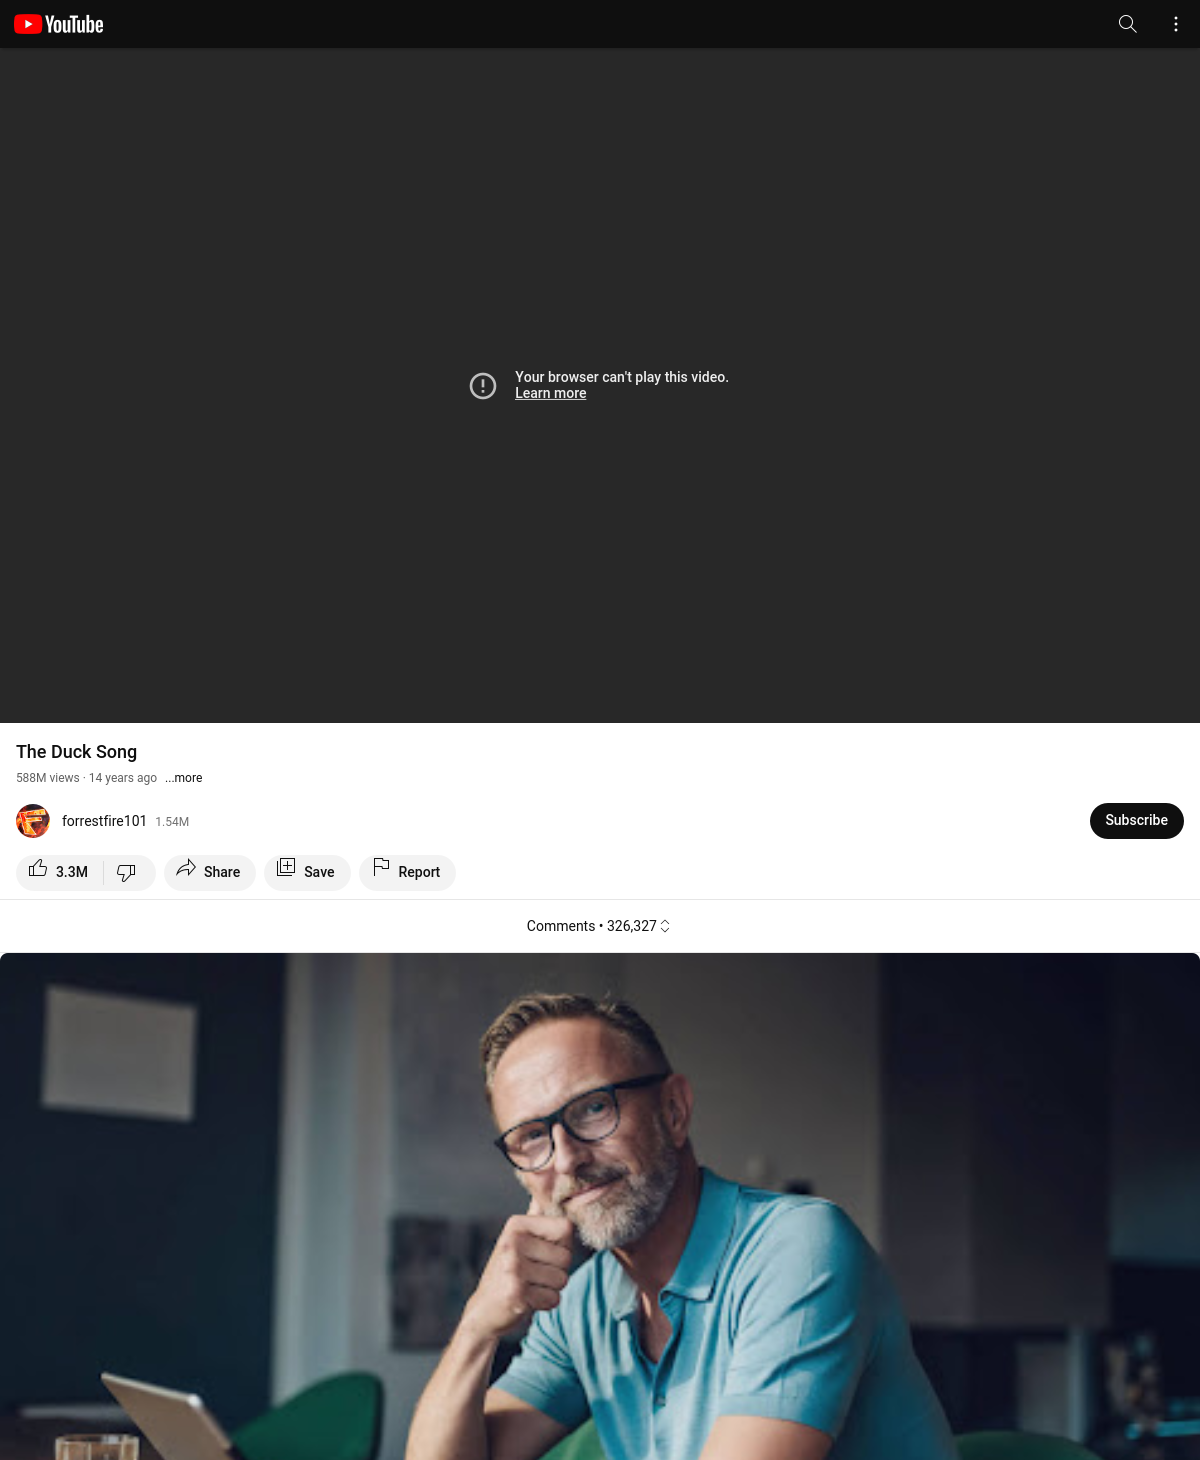 YouTube
Your browser can't play this video.
Learn more
The Duck Song
588M views · 14 years ago ...more
forrestfire101 1.54M
Subscribe
3.3M
Share
Save
Report
Comments • 326,327